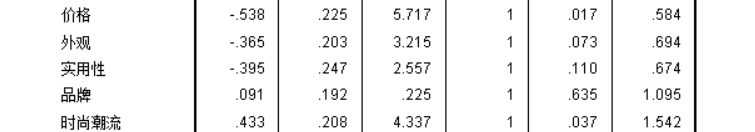 价格 -.538 .225 5.717 1 .017 .584
外观 -.365 .203 3.215 1 .073 .694
实用性 -.395 .247 2.557 1 .110 .674
品牌 .091 .192 .225 1 .635 1.095
时尚潮流 .433 .208 4.337 1 .037 1.542